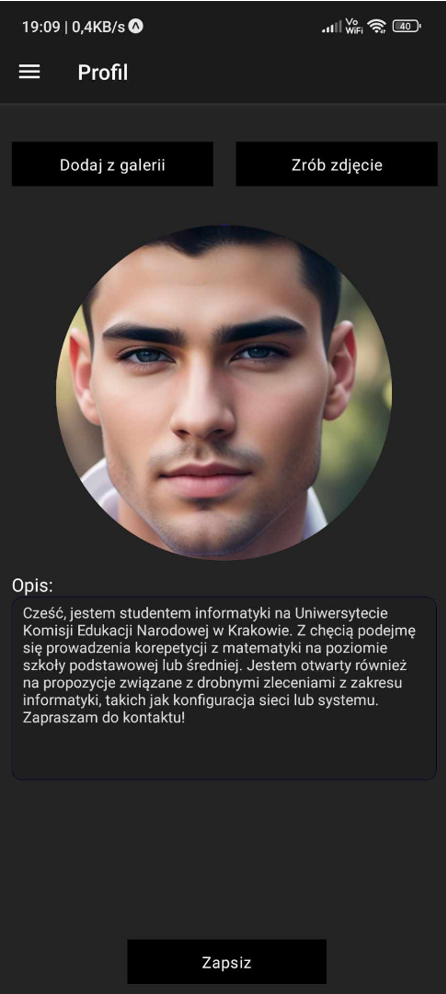 19:09 | 0,4KB/s
Vo
WiFi
40
Profil
Dodaj z galerii
Zrób zdjęcie
Opis:
Cześć, jestem studentem informatyki na Uniwersytecie
Komisji Edukacji Narodowej w Krakowie. Z chęcią podejmę
się prowadzenia korepetycji z matematyki na poziomie
szkoły podstawowej lub średniej. Jestem otwarty również
na propozycje związane z drobnymi zleceniami z zakresu
informatyki, takich jak konfiguracja sieci lub systemu.
Zapraszam do kontaktu!
Zapsiz